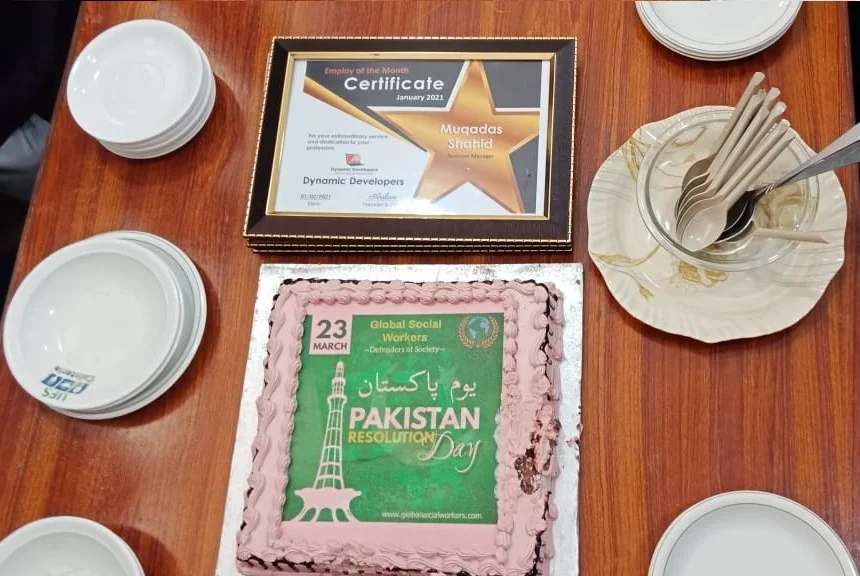 Employ of the Month
Certificate
January 2021
For your extraordinary service
and dedication to your
profession.
Muqadas
Shahid
Business Manager
Dynamic Developers
Dynamic Developers
01/02/2021
Date
Founder &
23
MARCH
Global Social
Workers
~Defenders of Society~
یوم پاکستان
PAKISTAN
RESOLUTION
Day
www.globalsocialworkers.com
Cafeteria